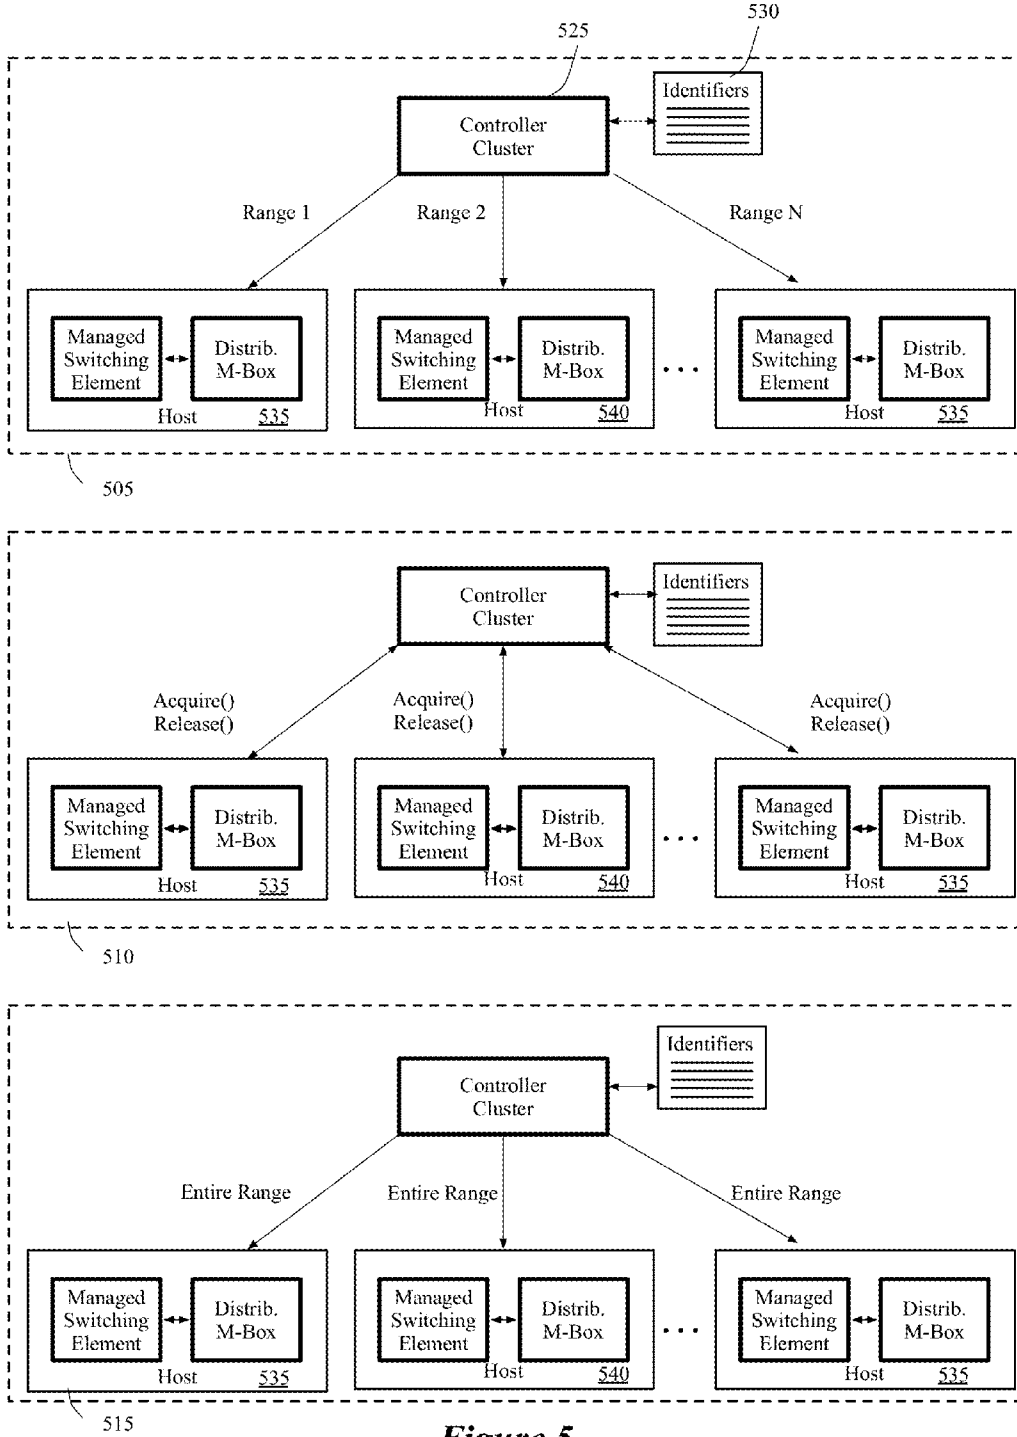 525
530
Identifiers
Controller
Cluster
Range 1
Range 2
Range N
Managed
Switching
Element
Distrib.
M-Box
Host
535
Managed
Switching
Element
Distrib.
M-Box
Host
540
. . .
Managed
Switching
Element
Distrib.
M-Box
Host
535
505
Identifiers
Controller
Cluster
Acquire()
Release()
Acquire()
Release()
Acquire()
Release()
Managed
Switching
Element
Distrib.
M-Box
Host
535
Managed
Switching
Element
Distrib.
M-Box
Host
540
. . .
Managed
Switching
Element
Distrib.
M-Box
Host
535
510
Identifiers
Controller
Cluster
Entire Range
Entire Range
Entire Range
Managed
Switching
Element
Distrib.
M-Box
Host
535
Managed
Switching
Element
Distrib.
M-Box
Host
540
. . .
Managed
Switching
Element
Distrib.
M-Box
Host
535
515
Figure 5